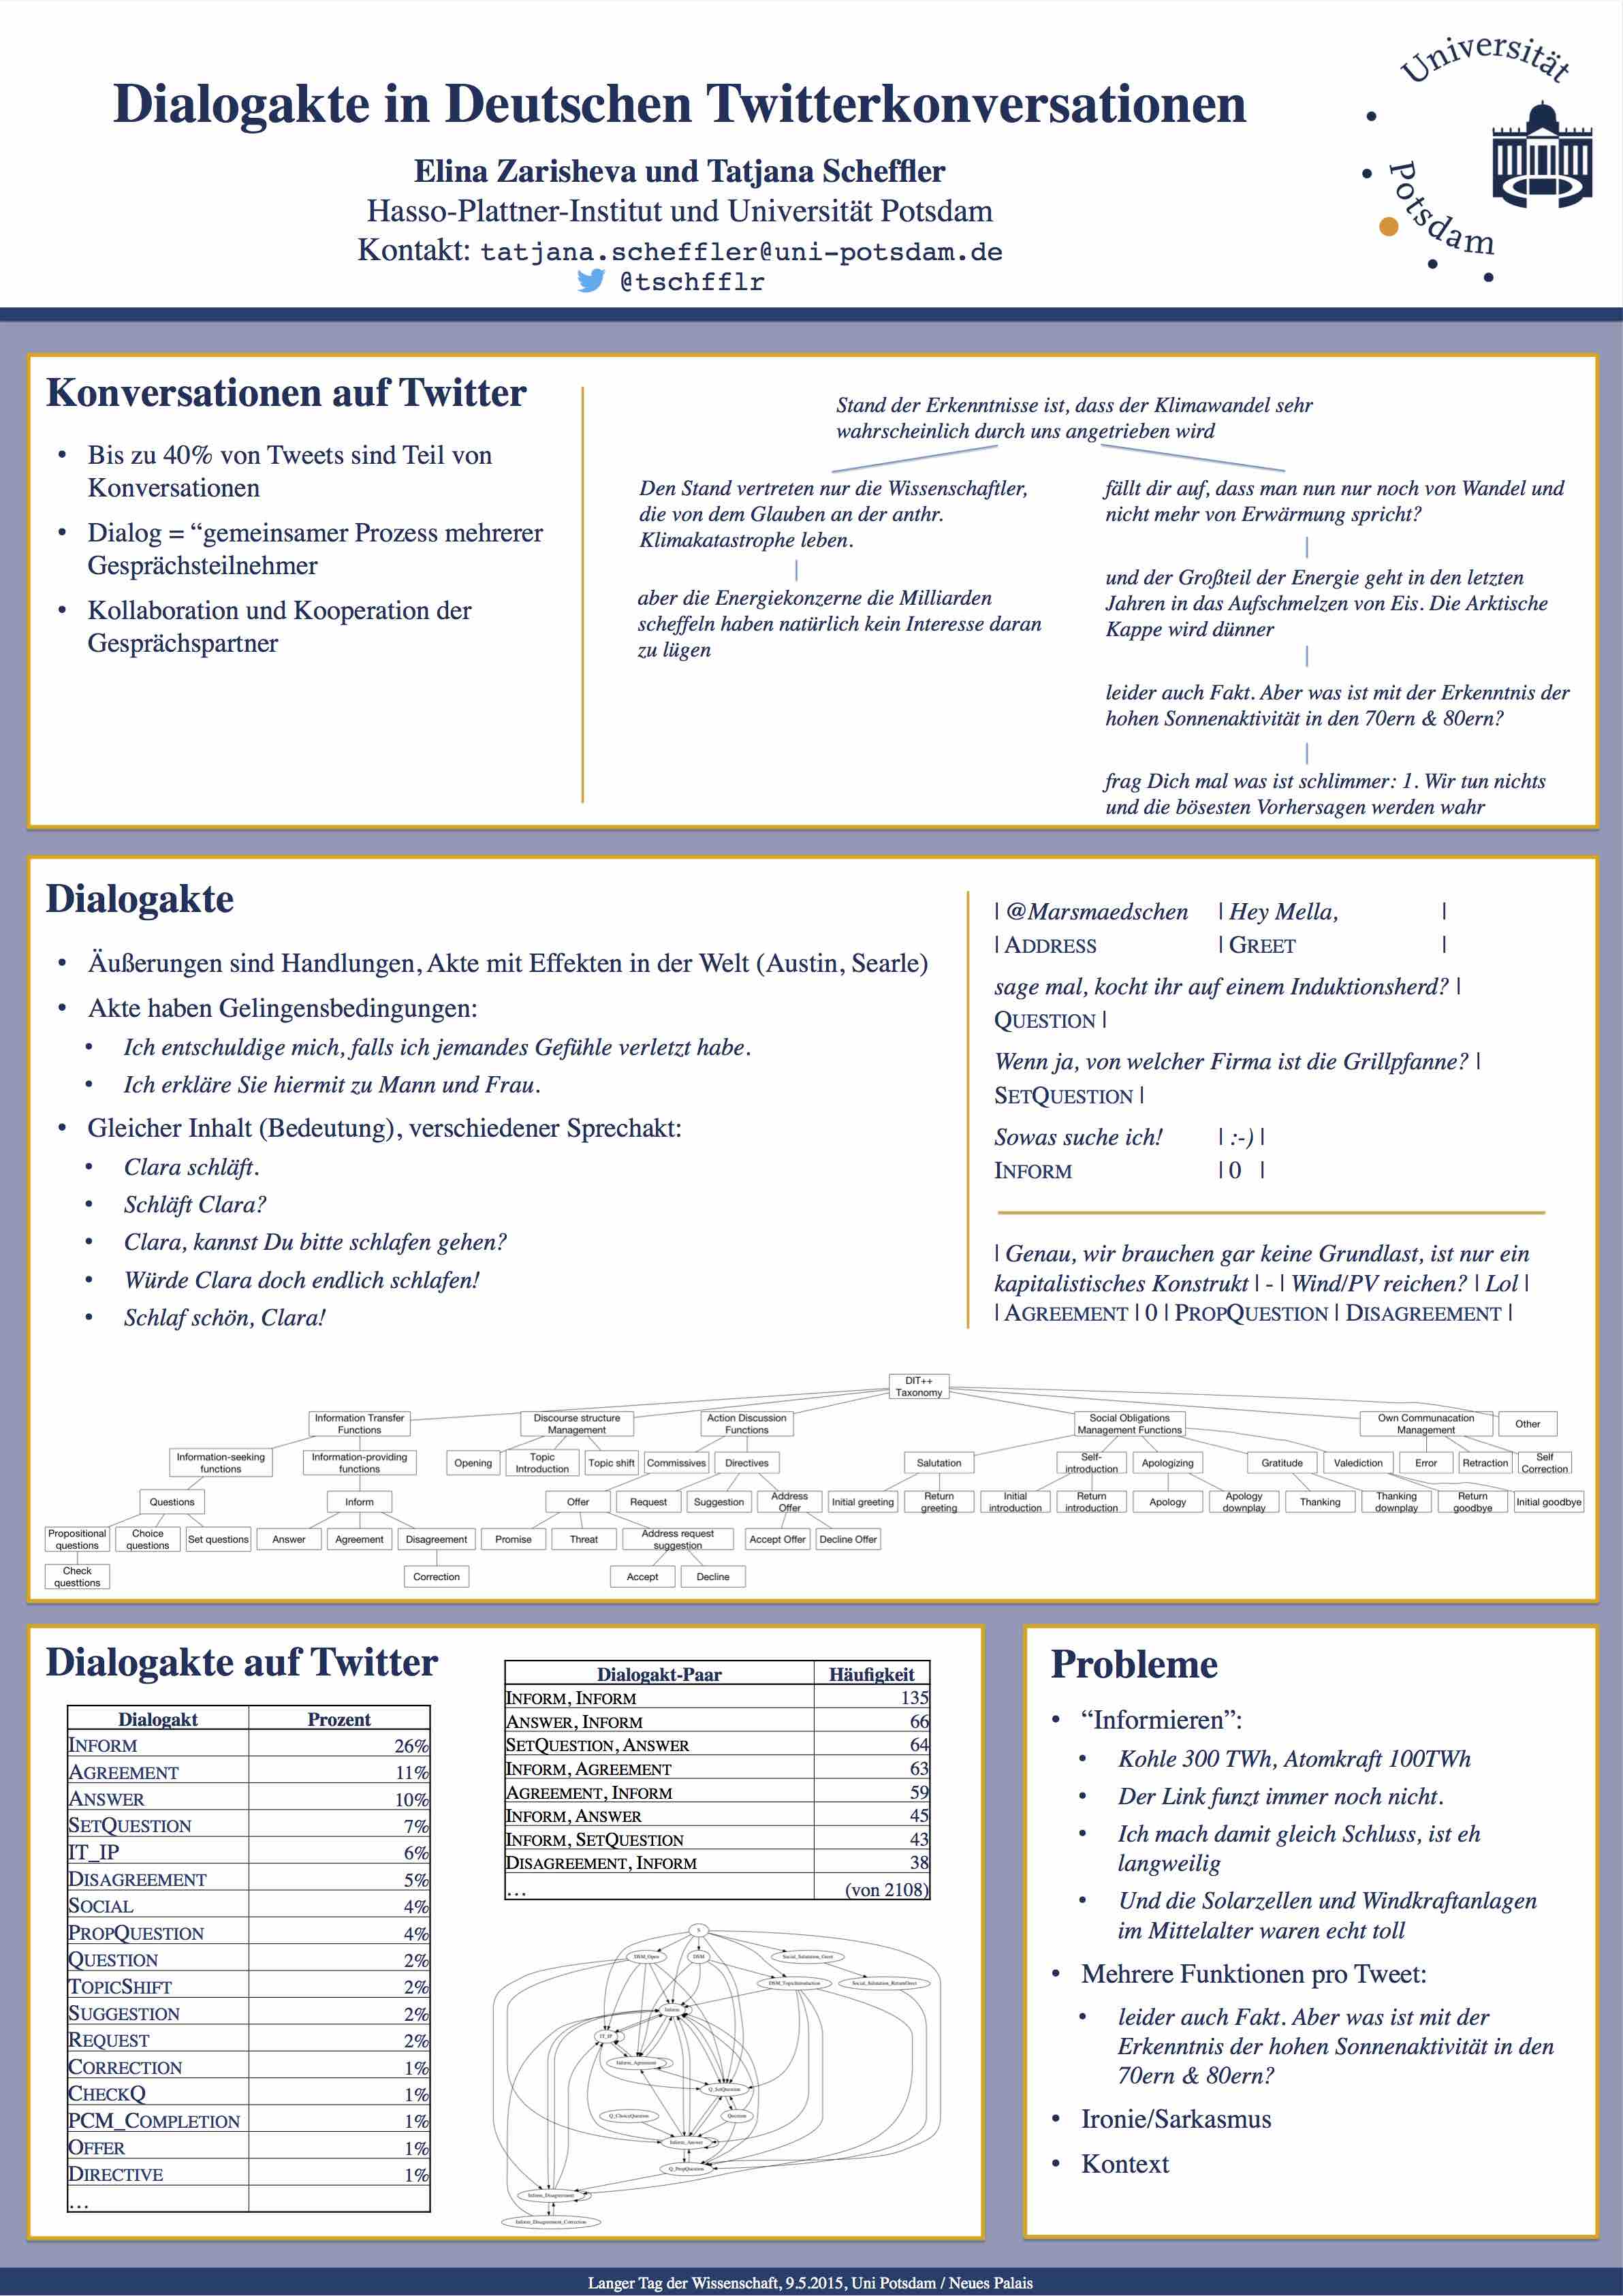 Dialogakte in Deutschen Twitterkonversationen
Elina Zarisheva und Tatjana Scheffler
Hasso-Plattner-Institut und Universität Potsdam
Kontakt: tatjana.scheffler@uni-potsdam.de
@tschfflr
Universität
Potsdam
Konversationen auf Twitter
• Bis zu 40% von Tweets sind Teil von
Konversationen
• Dialog = “gemeinsamer Prozess mehrerer
Gesprächsteilnehmer
• Kollaboration und Kooperation der
Gesprächspartner
Stand der Erkenntnisse ist, dass der Klimawandel sehr
wahrscheinlich durch uns angetrieben wird
Den Stand vertreten nur die Wissenschaftler,
die von dem Glauben an der anthr.
Klimakatastrophe leben.
aber die Energiekonzerne die Milliarden
scheffeln haben natürlich kein Interesse daran
zu lügen
fällt dir auf, dass man nun nur noch von Wandel und
nicht mehr von Erwärmung spricht?
und der Großteil der Energie geht in den letzten
Jahren in das Aufschmelzen von Eis. Die Arktische
Kappe wird dünner
leider auch Fakt. Aber was ist mit der Erkenntnis der
hohen Sonnenaktivität in den 70ern & 80ern?
frag Dich mal was ist schlimmer: 1. Wir tun nichts
und die bösesten Vorhersagen werden wahr
Dialogakte
• Äußerungen sind Handlungen, Akte mit Effekten in der Welt (Austin, Searle)
• Akte haben Gelingensbedingungen:
• Ich entschuldige mich, falls ich jemandes Gefühle verletzt habe.
• Ich erkläre Sie hiermit zu Mann und Frau.
• Gleicher Inhalt (Bedeutung), verschiedener Sprechakt:
• Clara schläft.
• Schläft Clara?
• Clara, kannst Du bitte schlafen gehen?
• Würde Clara doch endlich schlafen!
• Schlaf schön, Clara!
| @Marsmaedschen | Hey Mella, |
| ADDRESS | GREET |
sage mal, kocht ihr auf einem Induktionsherd? |
QUESTION |
Wenn ja, von welcher Firma ist die Grillpfanne? |
SETQUESTION |
Sowas suche ich! | :-) |
INFORM | 0 |
| Genau, wir brauchen gar keine Grundlast, ist nur ein
kapitalistisches Konstrukt | - | Wind/PV reichen? | Lol |
| AGREEMENT | 0 | PROPQUESTION | DISAGREEMENT |
DIT++
Taxonomy
Information Transfer
Functions
Discourse structure
Management
Action Discussion
Functions
Social Obligations
Management Functions
Own Communacation
Management
Other
Information-seeking
functions
Information-providing
functions
Opening
Topic
Introduction
Topic shift
Commissives
Directives
Salutation
Self-
introduction
Apologizing
Gratitude
Valediction
Error
Retraction
Self
Correction
Questions
Inform
Offer
Request
Suggestion
Address
Offer
Initial greeting
Return
greeting
Initial
introduction
Return
introduction
Apology
Apology
downplay
Thanking
Thanking
downplay
Return
goodbye
Initial goodbye
Propositional
questions
Choice
questions
Set questions
Answer
Agreement
Disagreement
Promise
Threat
Address request
suggestion
Accept Offer
Decline Offer
Check
questtions
Correction
Accept
Decline
Dialogakte auf Twitter
Dialogakt Prozent
INFORM 26%
AGREEMENT 11%
ANSWER 10%
SETQUESTION 7%
IT_IP 6%
DISAGREEMENT 5%
SOCIAL 4%
PROPQUESTION 4%
QUESTION 2%
TOPICSHIFT 2%
SUGGESTION 2%
REQUEST 2%
CORRECTION 1%
CHECKQ 1%
PCM_COMPLETION 1%
OFFER 1%
DIRECTIVE 1%
…
Dialogakt-Paar Häufigkeit
INFORM, INFORM 135
ANSWER, INFORM 66
SETQUESTION, ANSWER 64
INFORM, AGREEMENT 63
AGREEMENT, INFORM 59
INFORM, ANSWER 45
INFORM, SETQUESTION 43
DISAGREEMENT, INFORM 38
… (von 2108)
S
DSM_Open
DSM
Social_Salutation_Greet
DSM_TopicIntroduction
Social_Salutation_ReturnGreet
Inform
IT_IP
Inform_Agreement
Q_SetQuestion
Q_ChoiceQuestion
Question
Inform_Answer
Q_PropQuestion
Inform_Disagreement
Inform_Disagreement_Correction
Probleme
• “Informieren”:
• Kohle 300 TWh, Atomkraft 100TWh
• Der Link funzt immer noch nicht.
• Ich mach damit gleich Schluss, ist eh
langweilig
• Und die Solarzellen und Windkraftanlagen
im Mittelalter waren echt toll
• Mehrere Funktionen pro Tweet:
• leider auch Fakt. Aber was ist mit der
Erkenntnis der hohen Sonnenaktivität in den
70ern & 80ern?
• Ironie/Sarkasmus
• Kontext
Langer Tag der Wissenschaft, 9.5.2015, Uni Potsdam / Neues Palais